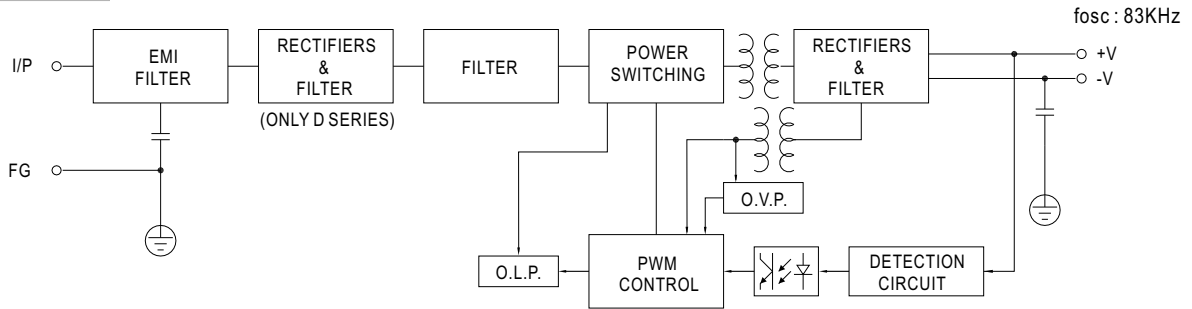 fosc : 83KHz
I/P
EMI
FILTER
RECTIFIERS
&
FILTER
(ONLY D SERIES)
FILTER
POWER
SWITCHING
RECTIFIERS
&
FILTER
+V
-V
FG
O.V.P.
O.L.P.
PWM
CONTROL
DETECTION
CIRCUIT